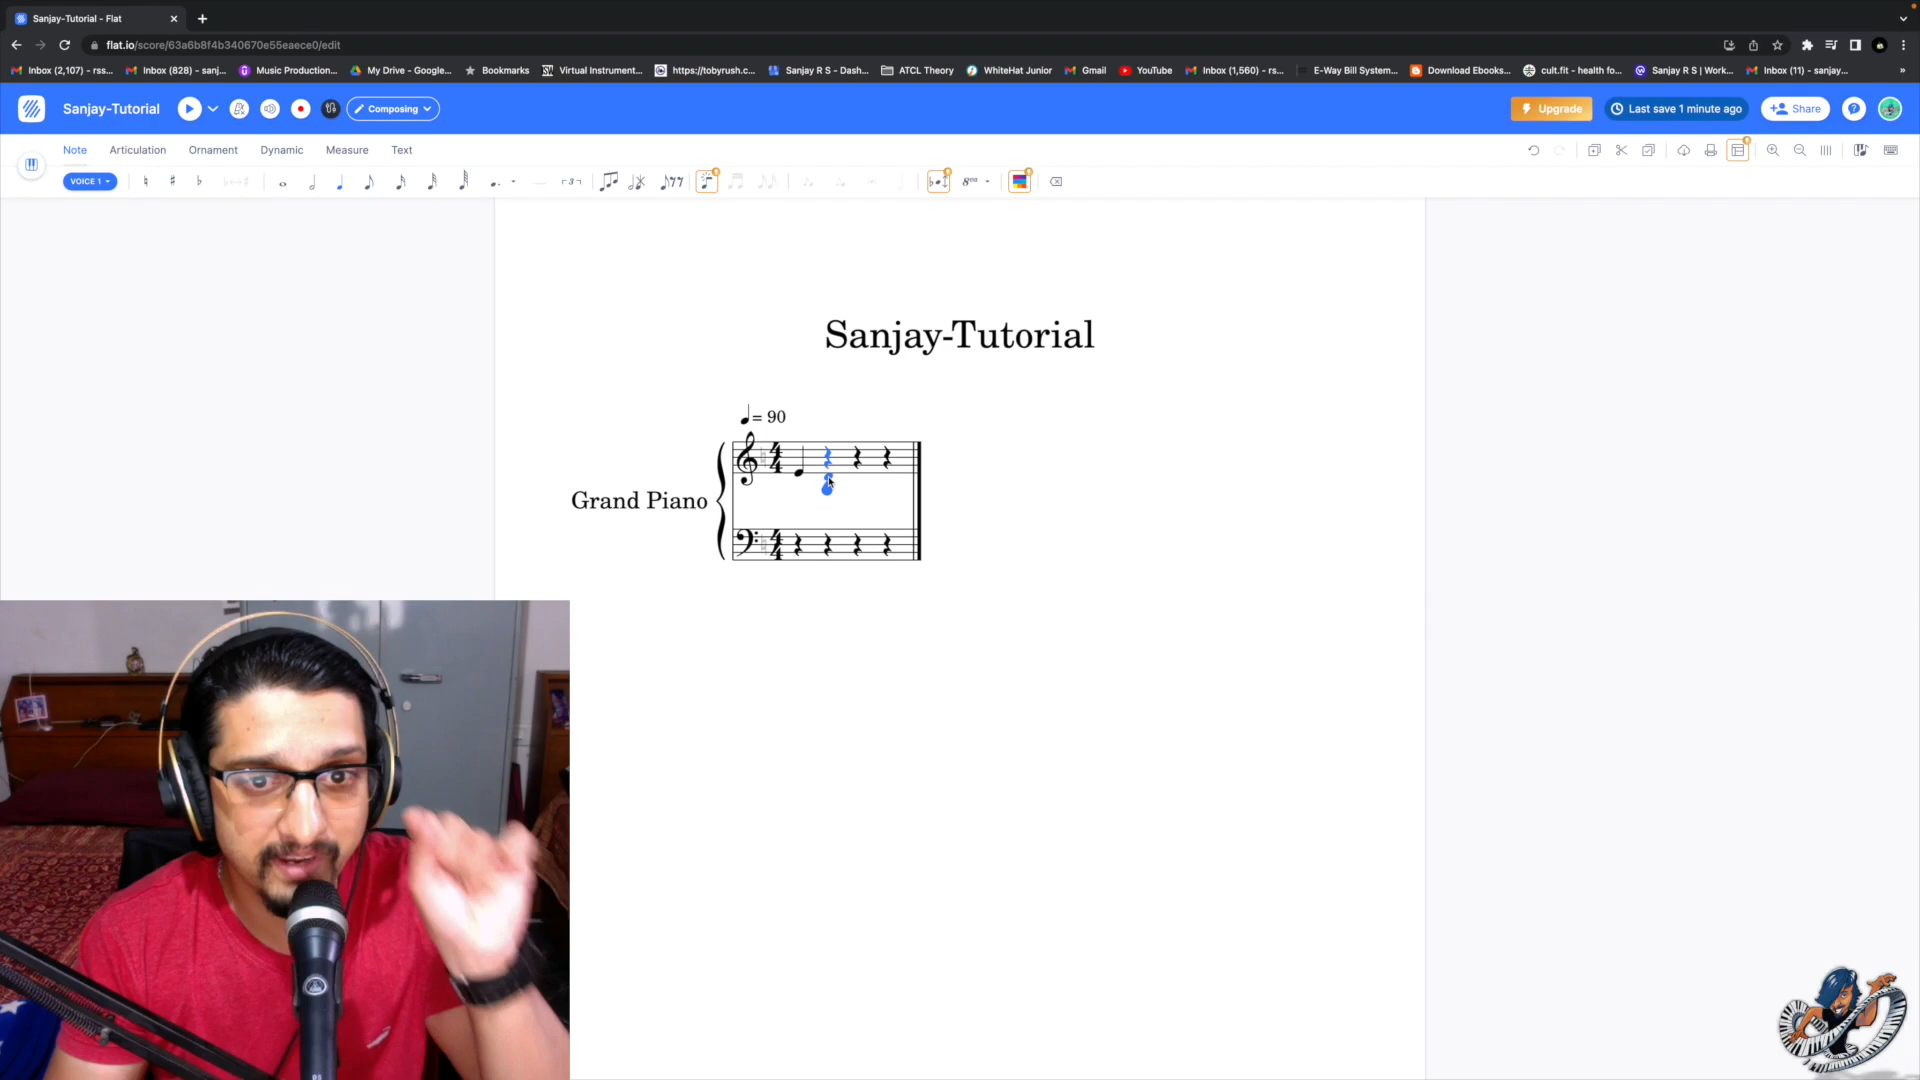 Sanjay-Tutorial - Flat
flat.io/score/63a6b8f4b340670e55eaece0/edit
Inbox (2,107) - rss...
Inbox (828) - sanj...
Music Production...
My Drive - Google...
Bookmarks
Virtual Instrument...
https://tobyrush.c...
Sanjay R S - Dash...
ATCL Theory
WhiteHat Junior
Gmail
YouTube
Inbox (1,560) - rs...
E-Way Bill System...
Download Ebooks...
cult.fit - health fo...
Sanjay R S | Work...
Inbox (11) - sanjay...
»
Sanjay-Tutorial
Composing
Upgrade
Last save 1 minute ago
Share
Note
Articulation
Ornament
Dynamic
Measure
Text
VOICE 1
3
8va
Sanjay-Tutorial
= 90
Grand Piano